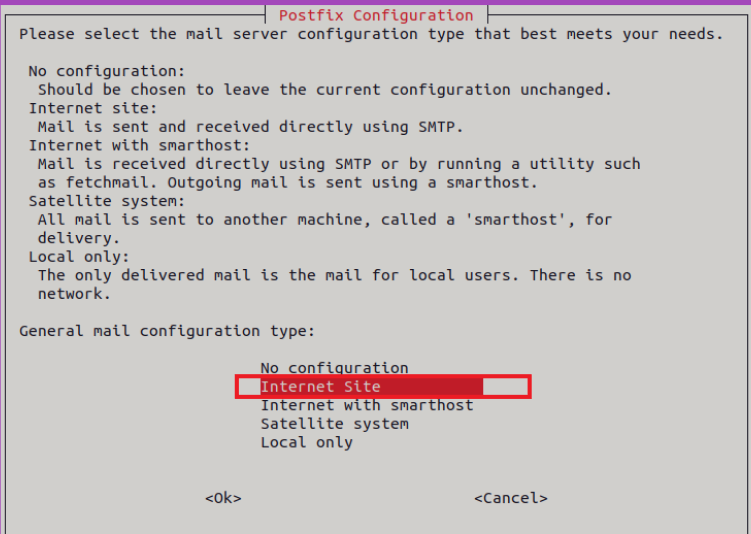 Postfix Configuration
Please select the mail server configuration type that best meets your needs.
No configuration:
Should be chosen to leave the current configuration unchanged.
Internet site:
Mail is sent and received directly using SMTP.
Internet with smarthost:
Mail is received directly using SMTP or by running a utility such
as fetchmail. Outgoing mail is sent using a smarthost.
Satellite system:
All mail is sent to another machine, called a 'smarthost', for
delivery.
Local only:
The only delivered mail is the mail for local users. There is no
network.
General mail configuration type:
No configuration
Internet Site
Internet with smarthost
Satellite system
Local only
<Ok> <Cancel>